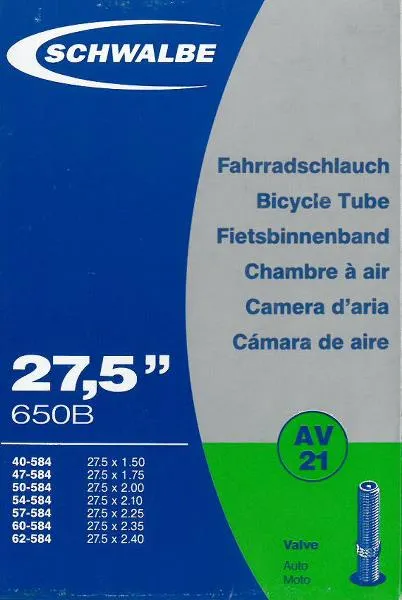 SCHWALBE
Fahrradschlauch
Bicycle Tube
Fietsbinnenband
Chambre à air
Camera d'aria
Cámara de aire
27,5”
650B
40-584 27.5 x 1.50
47-584 27.5 x 1.75
50-584 27.5 x 2.00
54-584 27.5 x 2.10
57-584 27.5 x 2.25
60-584 27.5 x 2.35
62-584 27.5 x 2.40
AV
21
Valve
Auto
Moto